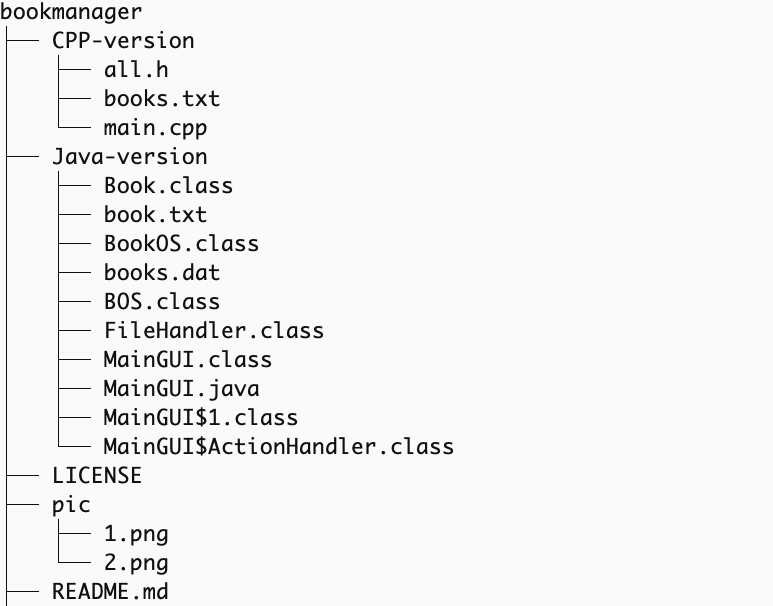 bookmanager
CPP-version
all.h
books.txt
main.cpp
Java-version
Book.class
book.txt
BookOS.class
books.dat
BOS.class
FileHandler.class
MainGUI.class
MainGUI.java
MainGUI$1.class
MainGUI$ActionHandler.class
LICENSE
pic
1.png
2.png
README.md